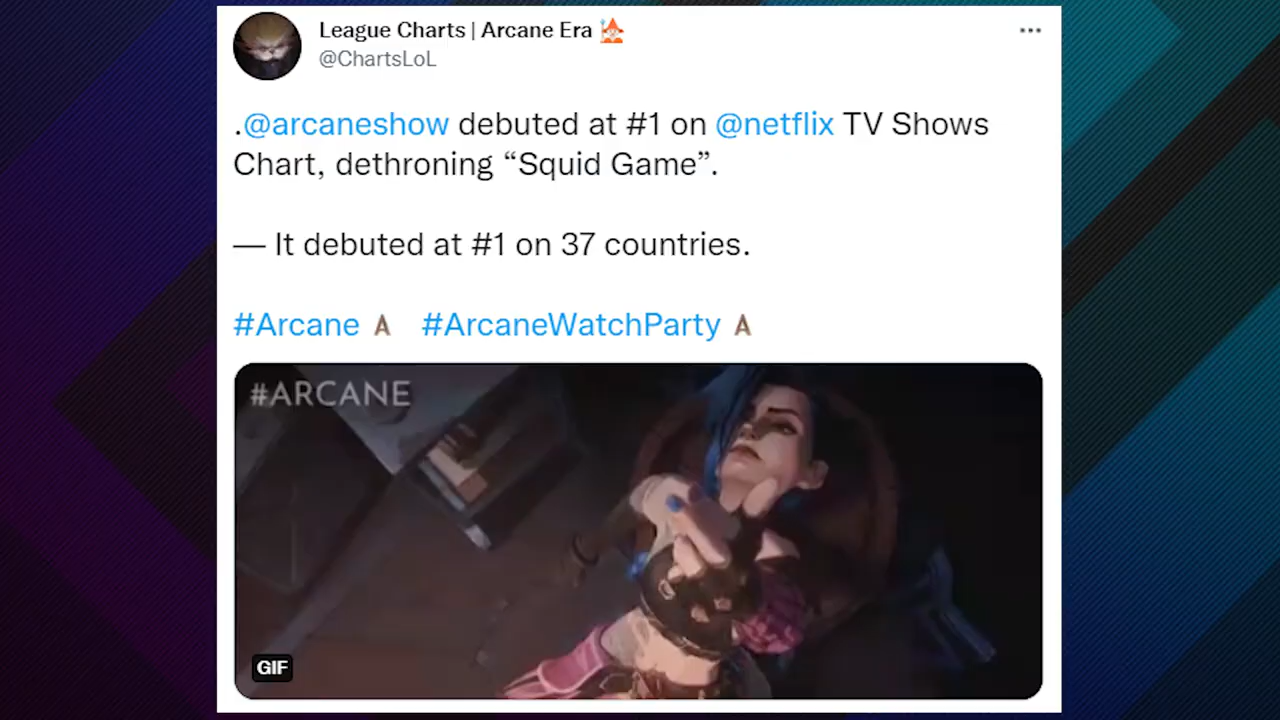 League Charts | Arcane Era
@ChartsLoL
.@arcaneshow debuted at #1 on @netflix TV Shows
Chart, dethroning “Squid Game”.
— It debuted at #1 on 37 countries.
#Arcane #ArcaneWatchParty
#ARCANE
GIF